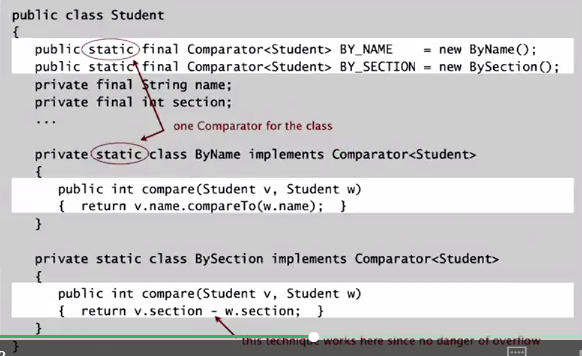 public class Student
{
public static final Comparator<Student> BY_NAME = new ByName();
public static final Comparator<Student> BY_SECTION = new BySection();
private final String name;
private final int section;
...
one Comparator for the class
private static class ByName implements Comparator<Student>
{
public int compare(Student v, Student w)
{ return v.name.compareTo(w.name); }
}
private static class BySection implements Comparator<Student>
{
public int compare(Student v, Student w)
{ return v.section - w.section; }
}
this technique works here since no danger of overflow
}